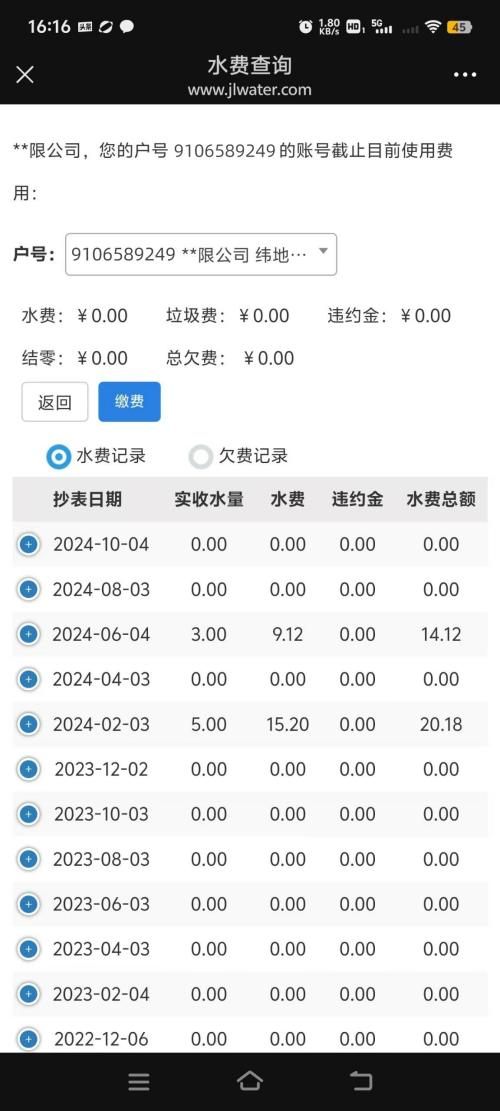 16:16 头条 1.80 KB/s HD1 5G 45
水费查询
www.jlwater.com
**限公司，您的户号 9106589249 的账号截止目前使用费
用：
户号： 9106589249 **限公司 纬地…
水费：￥0.00 垃圾费：￥0.00 违约金：￥0.00
结零：￥0.00 总欠费：￥0.00
返回 缴费
水费记录 欠费记录
抄表日期 实收水量 水费 违约金 水费总额
2024-10-04 0.00 0.00 0.00 0.00
2024-08-03 0.00 0.00 0.00 0.00
2024-06-04 3.00 9.12 0.00 14.12
2024-04-03 0.00 0.00 0.00 0.00
2024-02-03 5.00 15.20 0.00 20.18
2023-12-02 0.00 0.00 0.00 0.00
2023-10-03 0.00 0.00 0.00 0.00
2023-08-03 0.00 0.00 0.00 0.00
2023-06-03 0.00 0.00 0.00 0.00
2023-04-03 0.00 0.00 0.00 0.00
2023-02-04 0.00 0.00 0.00 0.00
2022-12-06 0.00 0.00 0.00 0.00